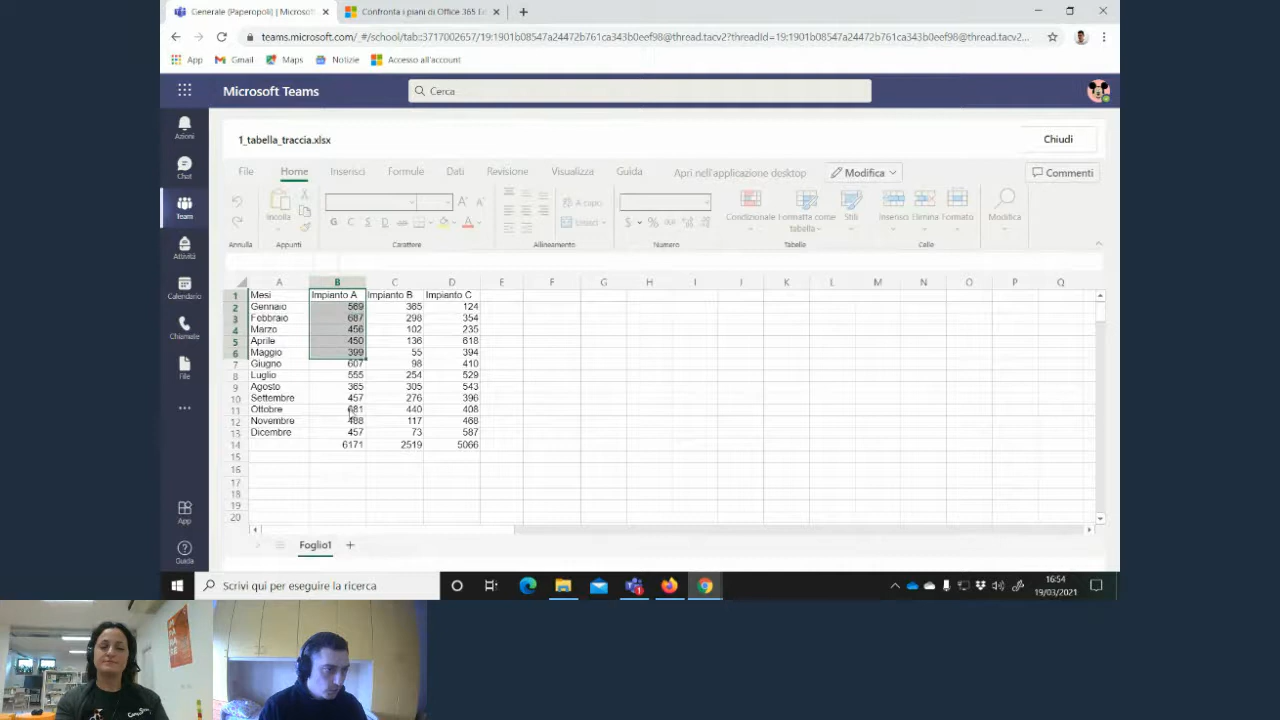 Generale (Paperopoli) | Microsof
Confronta i piani di Office 365 E
teams.microsoft.com/_#/school/tab::3717002657/19:1901b08547a24472b761ca343b0eef98@thread.tacv2?threadId=19:1901b08547a24472b761ca343b0eef98@thread.tacv2...
App Gmail Maps Notizie Accesso all'account
Microsoft Teams
Cerca
Azioni
Chat
Team
Attività
Calendario
Chiamate
File
App
Guida
1_tabella_traccia.xlsx
Chiudi
File Home Inserisci Formule Dati Revisione Visualizza Guida Apri nell'applicazione desktop Modifica Commenti
Incolla
G C S D A A
A capo
Unisci
$ %
Condizionale Formatta come tabella Stili Inserisci Elimina Formato Modifica
Annulla Appunti Carattere Allineamento Numero Tabelle Celle
A B C D E F G H I J K L M N O P Q
1 Mesi Impianto A Impianto B Impianto C
2 Gennaio 569 365 124
3 Febbraio 687 298 354
4 Marzo 456 102 235
5 Aprile 450 136 618
6 Maggio 399 55 394
7 Giugno 607 98 410
8 Luglio 555 254 529
9 Agosto 365 305 543
10 Settembre 457 276 396
11 Ottobre 681 440 408
12 Novembre 488 117 468
13 Dicembre 457 73 587
14 6171 2519 5066
15
16
17
18
19
20
Foglio1
Scrivi qui per eseguire la ricerca
16:54
19/03/2021